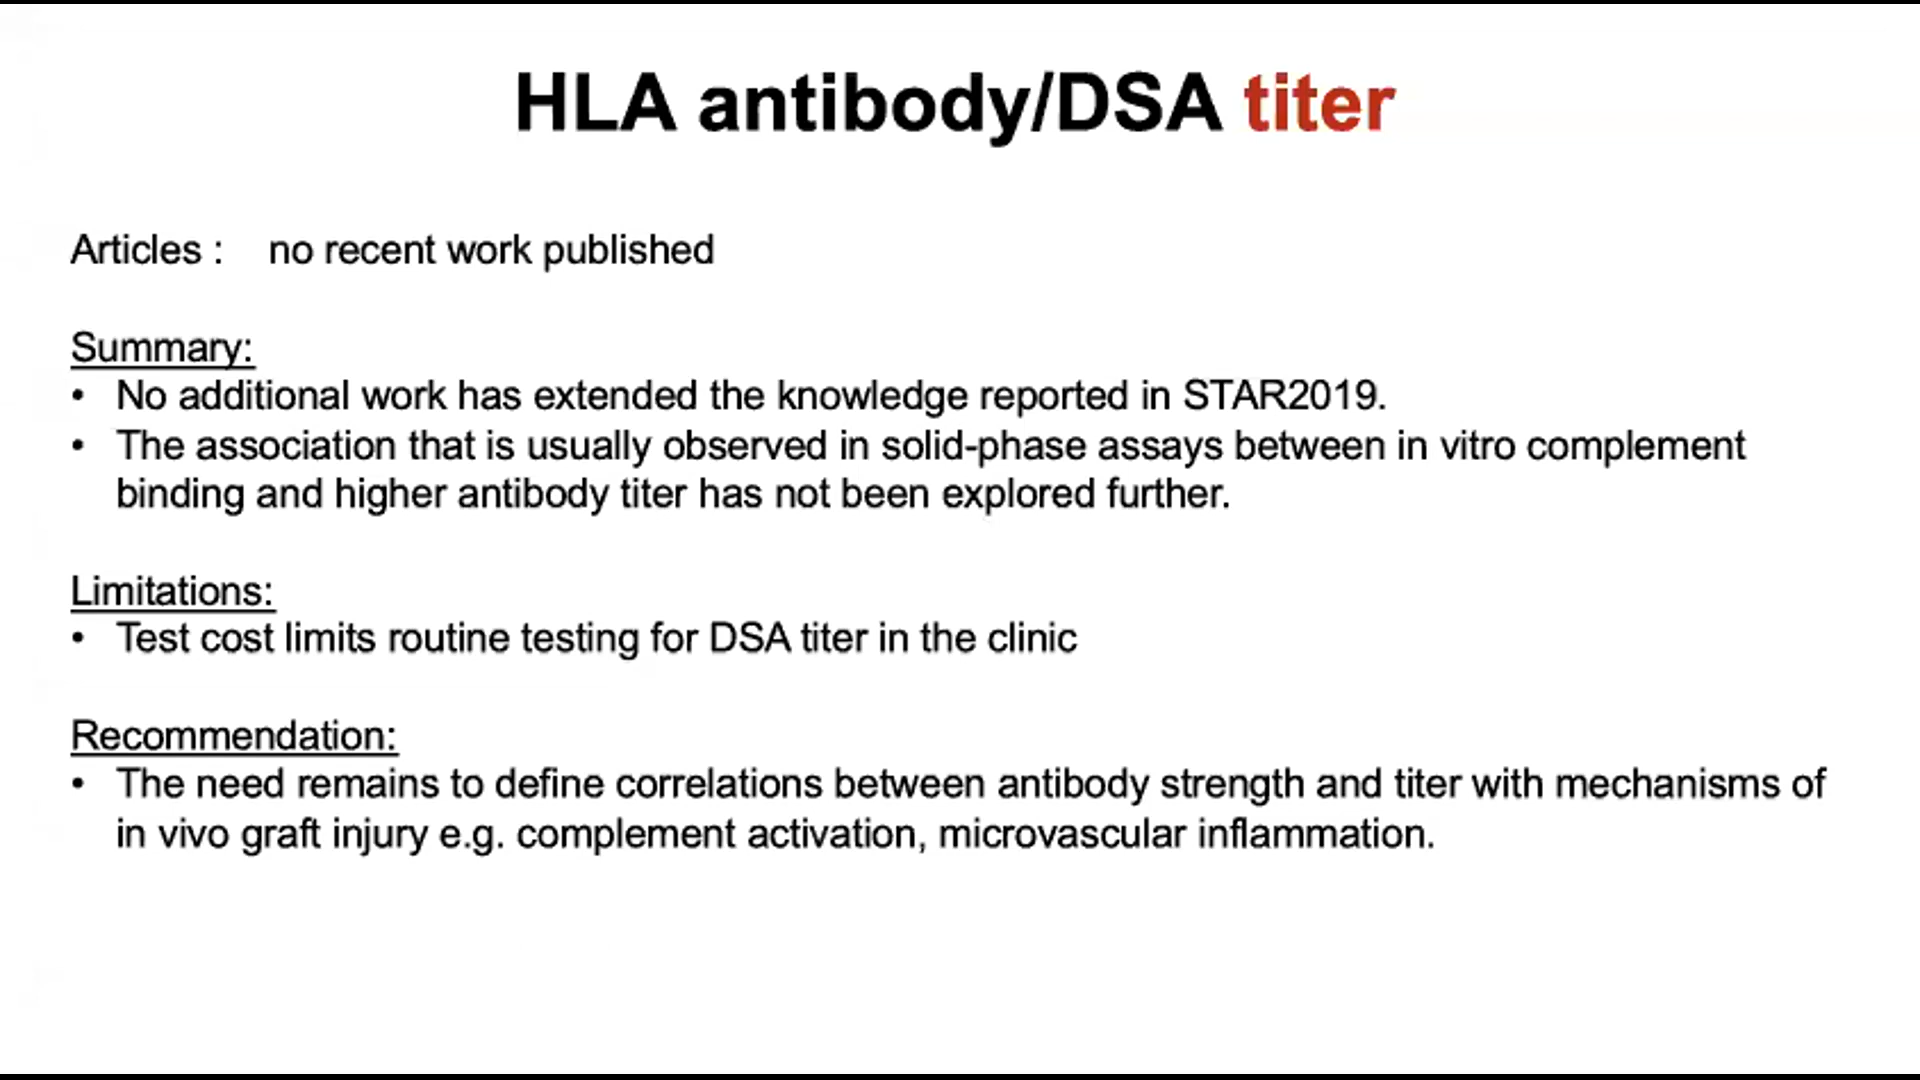 HLA antibody/DSA titer
Articles : no recent work published
Summary:
• No additional work has extended the knowledge reported in STAR2019.
• The association that is usually observed in solid-phase assays between in vitro complement
binding and higher antibody titer has not been explored further.
Limitations:
• Test cost limits routine testing for DSA titer in the clinic
Recommendation:
• The need remains to define correlations between antibody strength and titer with mechanisms of
in vivo graft injury e.g. complement activation, microvascular inflammation.